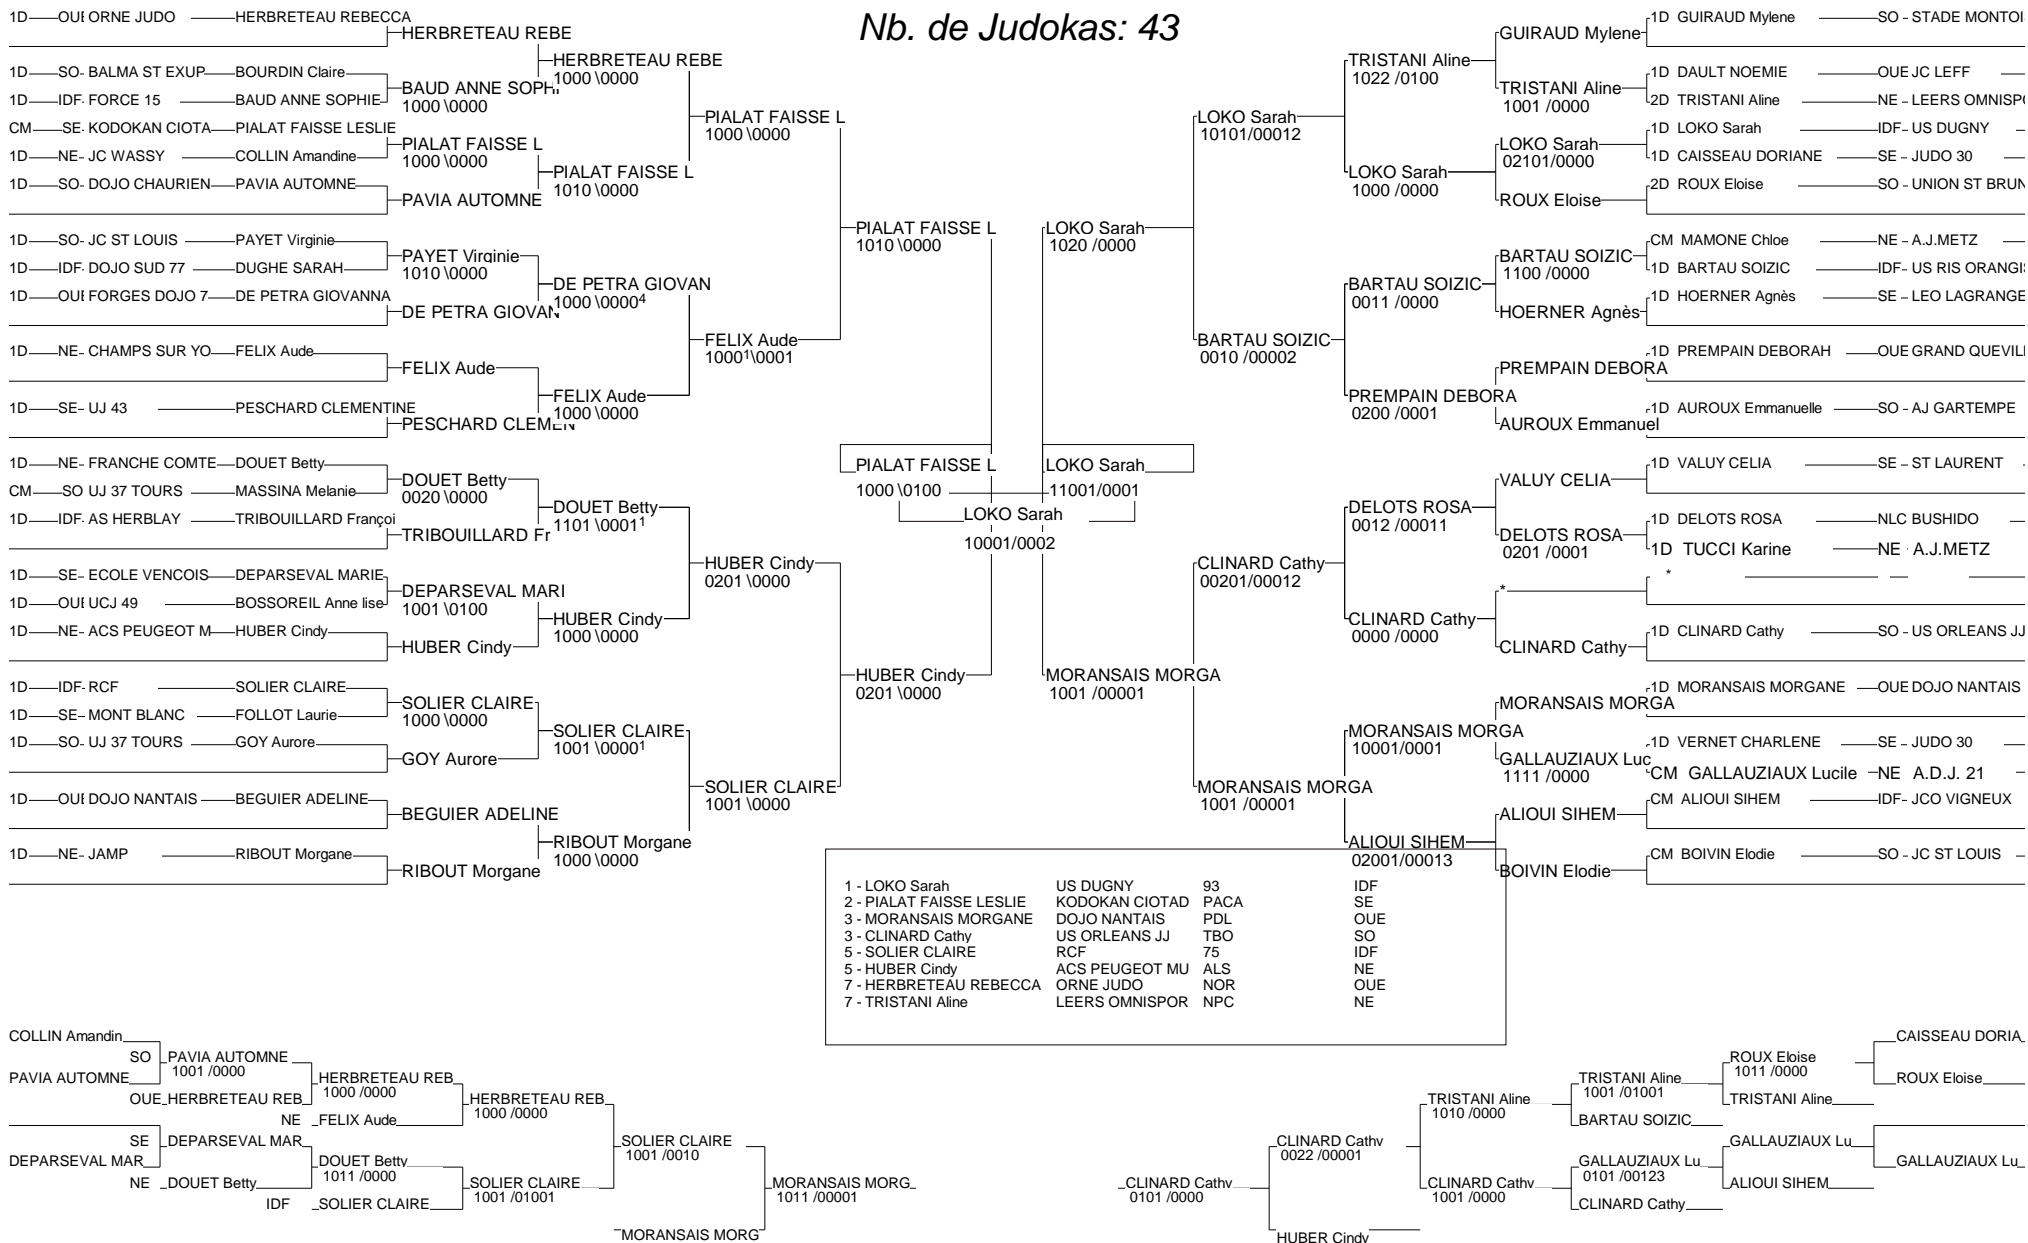 Nb. de Judokas: 43
1D OUE ORNE JUDO HERBRETEAU REBECCA
1D SO- BALMA ST EXUP BOURDIN Claire
1D IDF- FORCE 15 BAUD ANNE SOPHIE
CM SE- KODOKAN CIOTA PIALAT FAISSE LESLIE
1D NE- JC WASSY COLLIN Amandine
1D SO- DOJO CHAURIEN PAVIA AUTOMNE
1D SO- JC ST LOUIS PAYET Virginie
1D IDF- DOJO SUD 77 DUGHE SARAH
1D OUE FORGES DOJO 7 DE PETRA GIOVANNA
1D NE- CHAMPS SUR YO FELIX Aude
1D SE- UJ 43 PESCHARD CLEMENTINE
1D NE- FRANCHE COMTE DOUET Betty
CM SO UJ 37 TOURS MASSINA Melanie
1D IDF- AS HERBLAY TRIBOUILLARD Françoi
1D SE- ECOLE VENCOIS DEPARSEVAL MARIE
1D OUE UCJ 49 BOSSOREIL Anne lise
1D NE- ACS PEUGEOT M HUBER Cindy
1D IDF- RCF SOLIER CLAIRE
1D SE- MONT BLANC FOLLOT Laurie
1D SO- UJ 37 TOURS GOY Aurore
1D OUE DOJO NANTAIS BEGUIER ADELINE
1D NE- JAMP RIBOUT Morgane
HERBRETEAU REBE
BAUD ANNE SOPHI
1000 \0000
PIALAT FAISSE L
1000 \0000
PAVIA AUTOMNE
PAYET Virginie
1010 \0000
DE PETRA GIOVAN
FELIX Aude
PESCHARD CLEMEN
DOUET Betty
0020 \0000
TRIBOUILLARD Fr
DEPARSEVAL MARI
1001 \0100
HUBER Cindy
SOLIER CLAIRE
1000 \0000
GOY Aurore
BEGUIER ADELINE
RIBOUT Morgane
HERBRETEAU REBE
1000 \0000
PIALAT FAISSE L
1010 \0000
DE PETRA GIOVAN
1000 \0000⁴
FELIX Aude
1000 \0000
DOUET Betty
1101 \0001¹
HUBER Cindy
1000 \0000
SOLIER CLAIRE
1001 \0000¹
RIBOUT Morgane
1000 \0000
PIALAT FAISSE L
1000 \0000
FELIX Aude
1000¹\0001
HUBER Cindy
0201 \0000
SOLIER CLAIRE
1001 \0000
PIALAT FAISSE L
1010 \0000
HUBER Cindy
0201 \0000
PIALAT FAISSE L
1000 \0100
LOKO Sarah
11001/0001
LOKO Sarah
10001/0002
LOKO Sarah
1020 /0000
MORANSAIS MORGA
1001 /00001
LOKO Sarah
10101/00012
BARTAU SOIZIC
0010 /00002
CLINARD Cathy
00201/00012
MORANSAIS MORGA
1001 /00001
TRISTANI Aline
1022 /0100
LOKO Sarah
1000 /0000
BARTAU SOIZIC
0011 /0000
PREMPAIN DEBORA
0200 /0001
DELOTS ROSA
0012 /00011
CLINARD Cathy
0000 /0000
MORANSAIS MORGA
10001/0001
ALIOUI SIHEM
02001/00013
GUIRAUD Mylene
TRISTANI Aline
1001 /0000
LOKO Sarah
02101/0000
ROUX Eloise
BARTAU SOIZIC
1100 /0000
HOERNER Agnès
PREMPAIN DEBORA
AUROUX Emmanuel
VALUY CELIA
DELOTS ROSA
0201 /0001
*
CLINARD Cathy
MORANSAIS MORGA
GALLAUZIAUX Luc
1111 /0000
ALIOUI SIHEM
BOIVIN Elodie
1D GUIRAUD Mylene SO - STADE MONTOI
1D DAULT NOEMIE OUE JC LEFF
2D TRISTANI Aline NE - LEERS OMNISP
1D LOKO Sarah IDF- US DUGNY
1D CAISSEAU DORIANE SE - JUDO 30
2D ROUX Eloise SO - UNION ST BRUN
CM MAMONE Chloe NE - A.J.METZ
1D BARTAU SOIZIC IDF- US RIS ORANGIS
1D HOERNER Agnès SE - LEO LAGRANGE
1D PREMPAIN DEBORAH OUE GRAND QUEVILL
1D AUROUX Emmanuelle SO - AJ GARTEMPE
1D VALUY CELIA SE - ST LAURENT
1D DELOTS ROSA NLC BUSHIDO
1D TUCCI Karine NE A.J.METZ
*
1D CLINARD Cathy SO - US ORLEANS JJ
1D MORANSAIS MORGANE OUE DOJO NANTAIS
1D VERNET CHARLENE SE - JUDO 30
CM GALLAUZIAUX Lucile NE A.D.J. 21
CM ALIOUI SIHEM IDF- JCO VIGNEUX
CM BOIVIN Elodie SO - JC ST LOUIS
1 - LOKO Sarah US DUGNY 93 IDF
2 - PIALAT FAISSE LESLIE KODOKAN CIOTAD PACA SE
3 - MORANSAIS MORGANE DOJO NANTAIS PDL OUE
3 - CLINARD Cathy US ORLEANS JJ TBO SO
5 - SOLIER CLAIRE RCF 75 IDF
5 - HUBER Cindy ACS PEUGEOT MU ALS NE
7 - HERBRETEAU REBECCA ORNE JUDO NOR OUE
7 - TRISTANI Aline LEERS OMNISPOR NPC NE
COLLIN Amandin
SO
PAVIA AUTOMNE
PAVIA AUTOMNE
1001 /0000
OUE HERBRETEAU REB
HERBRETEAU REB
1000 /0000
NE FELIX Aude
HERBRETEAU REB
1000 /0000
SE DEPARSEVAL MAR
DEPARSEVAL MAR
NE DOUET Betty
DOUET Betty
1011 /0000
IDF SOLIER CLAIRE
SOLIER CLAIRE
1001 /01001
SOLIER CLAIRE
1001 /0010
MORANSAIS MORG
MORANSAIS MORG
1011 /00001
CLINARD Cathy
0101 /0000
CLINARD Cathy
0022 /00001
HUBER Cindy
TRISTANI Aline
1010 /0000
CLINARD Cathy
1001 /0000
TRISTANI Aline
1001 /01001
BARTAU SOIZIC
GALLAUZIAUX Lu
0101 /00123
CLINARD Cathy
ROUX Eloise
1011 /0000
TRISTANI Aline
GALLAUZIAUX Lu
ALIOUI SIHEM
CAISSEAU DORIA
ROUX Eloise
GALLAUZIAUX Lu